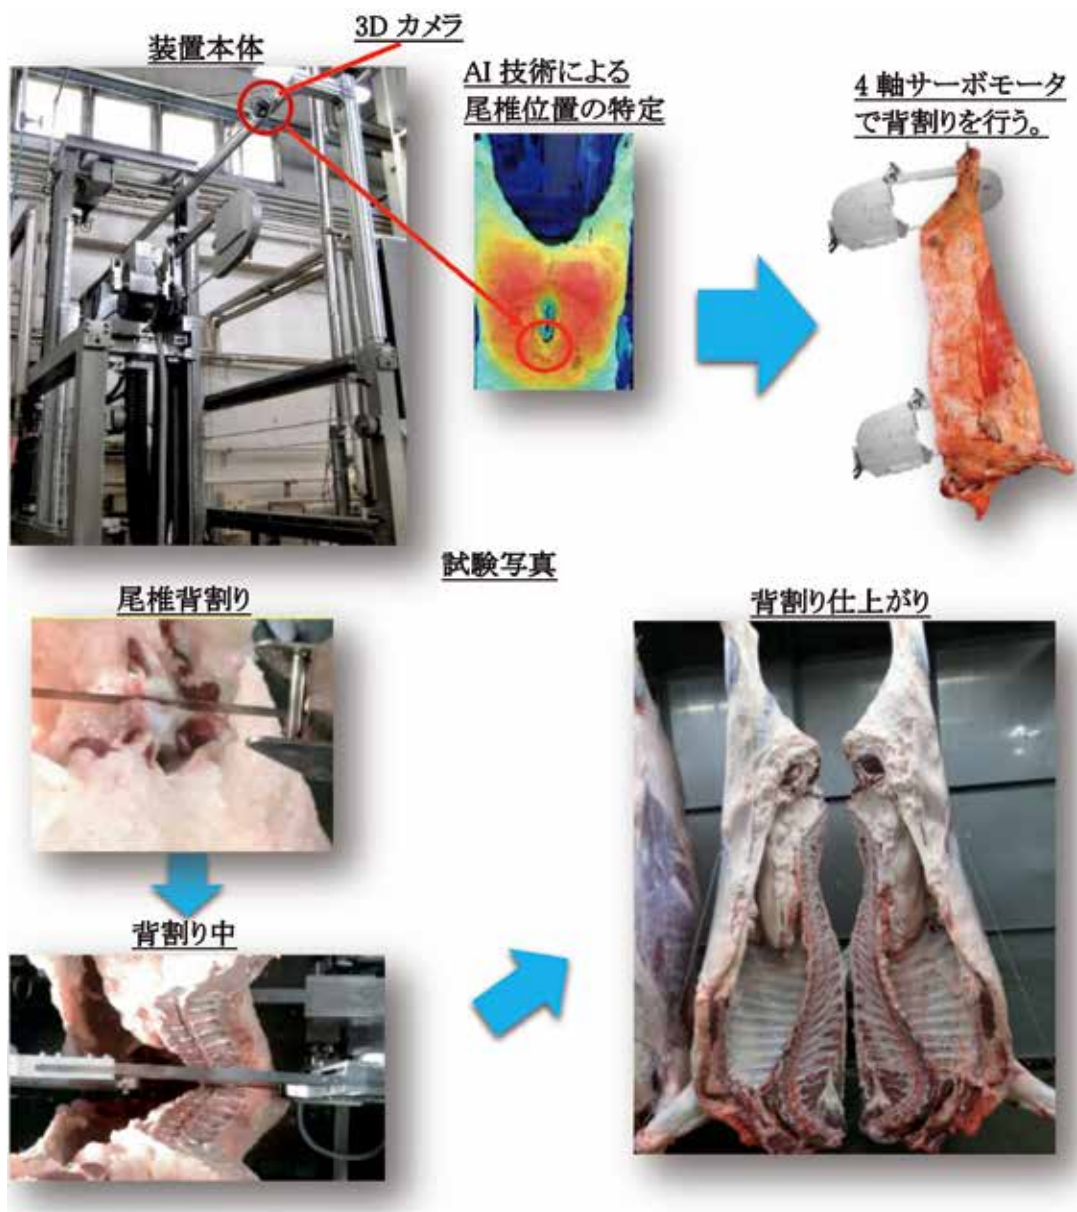 3D カメラ
装置本体
AI 技術による
尾椎位置の特定
4 軸サーボモータ
で背割りを行う。
試験写真
尾椎背割り
背割り仕上がり
背割り中